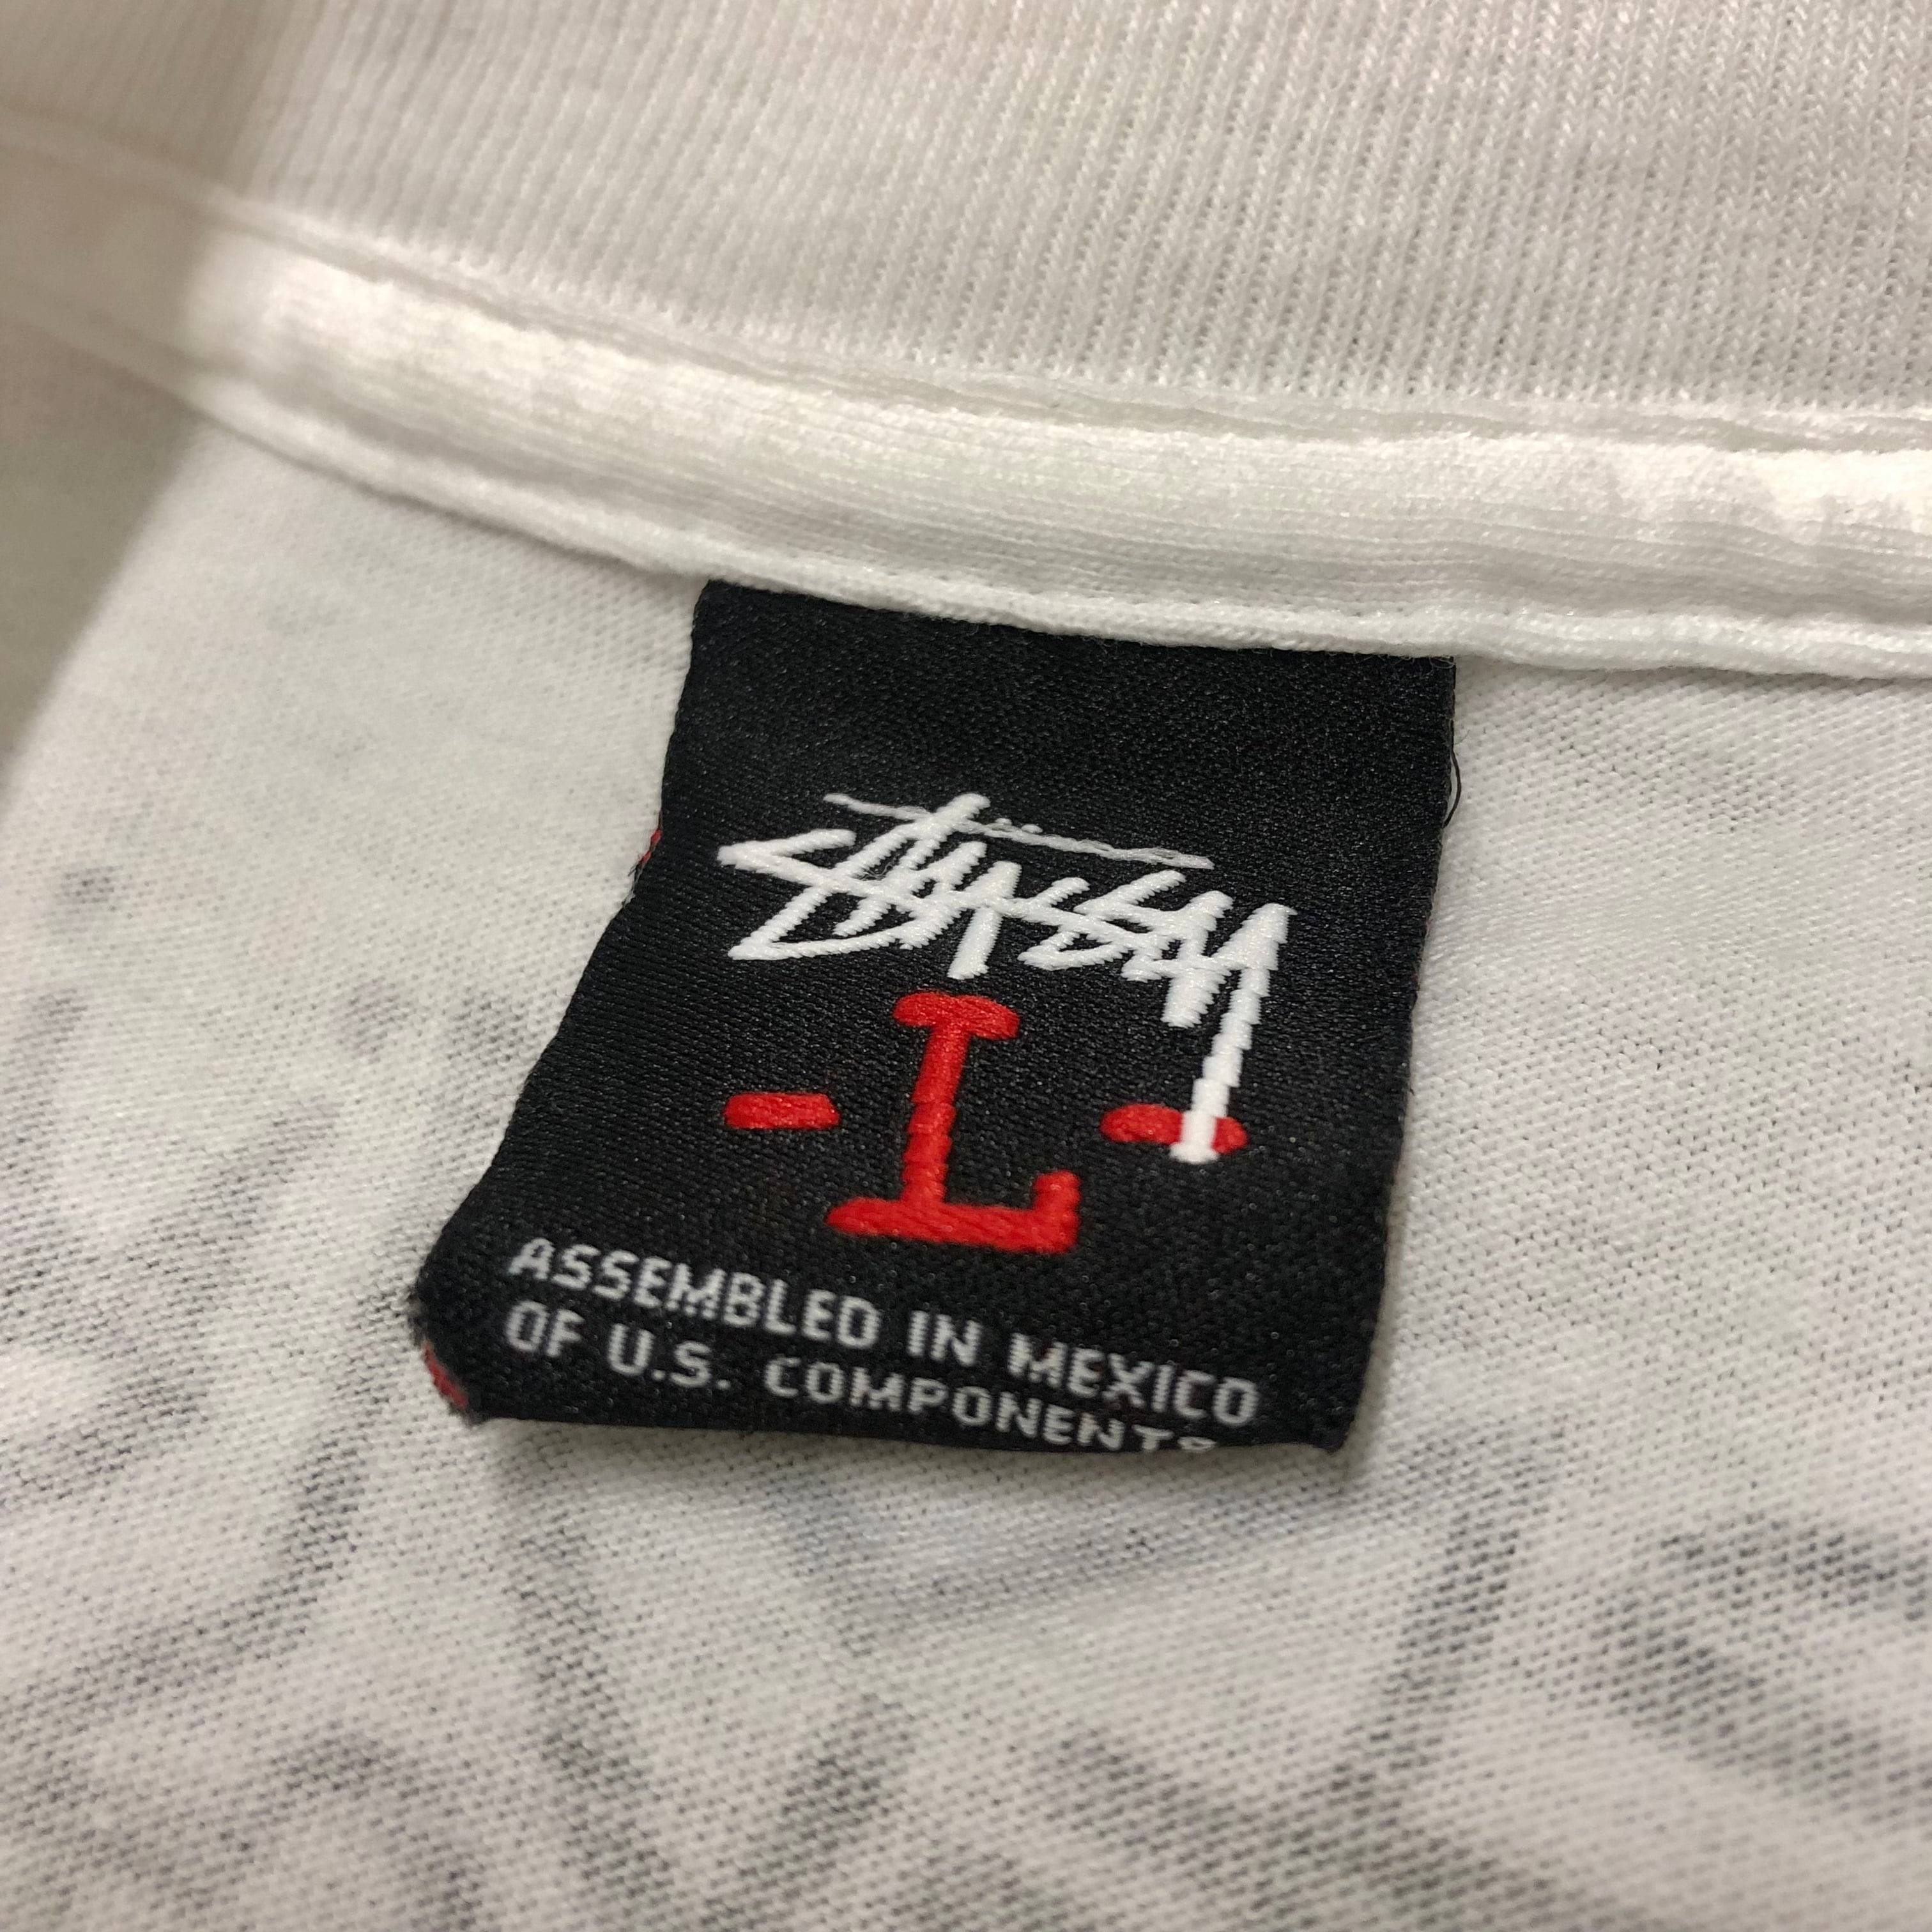 Stüssy
- L -
ASSEMBLED IN MEXICO
OF U.S. COMPONENTS